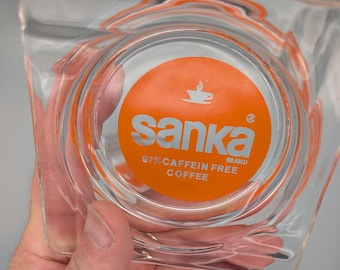 sanka®
BRAND
97% CAFFEIN FREE
COFFEE